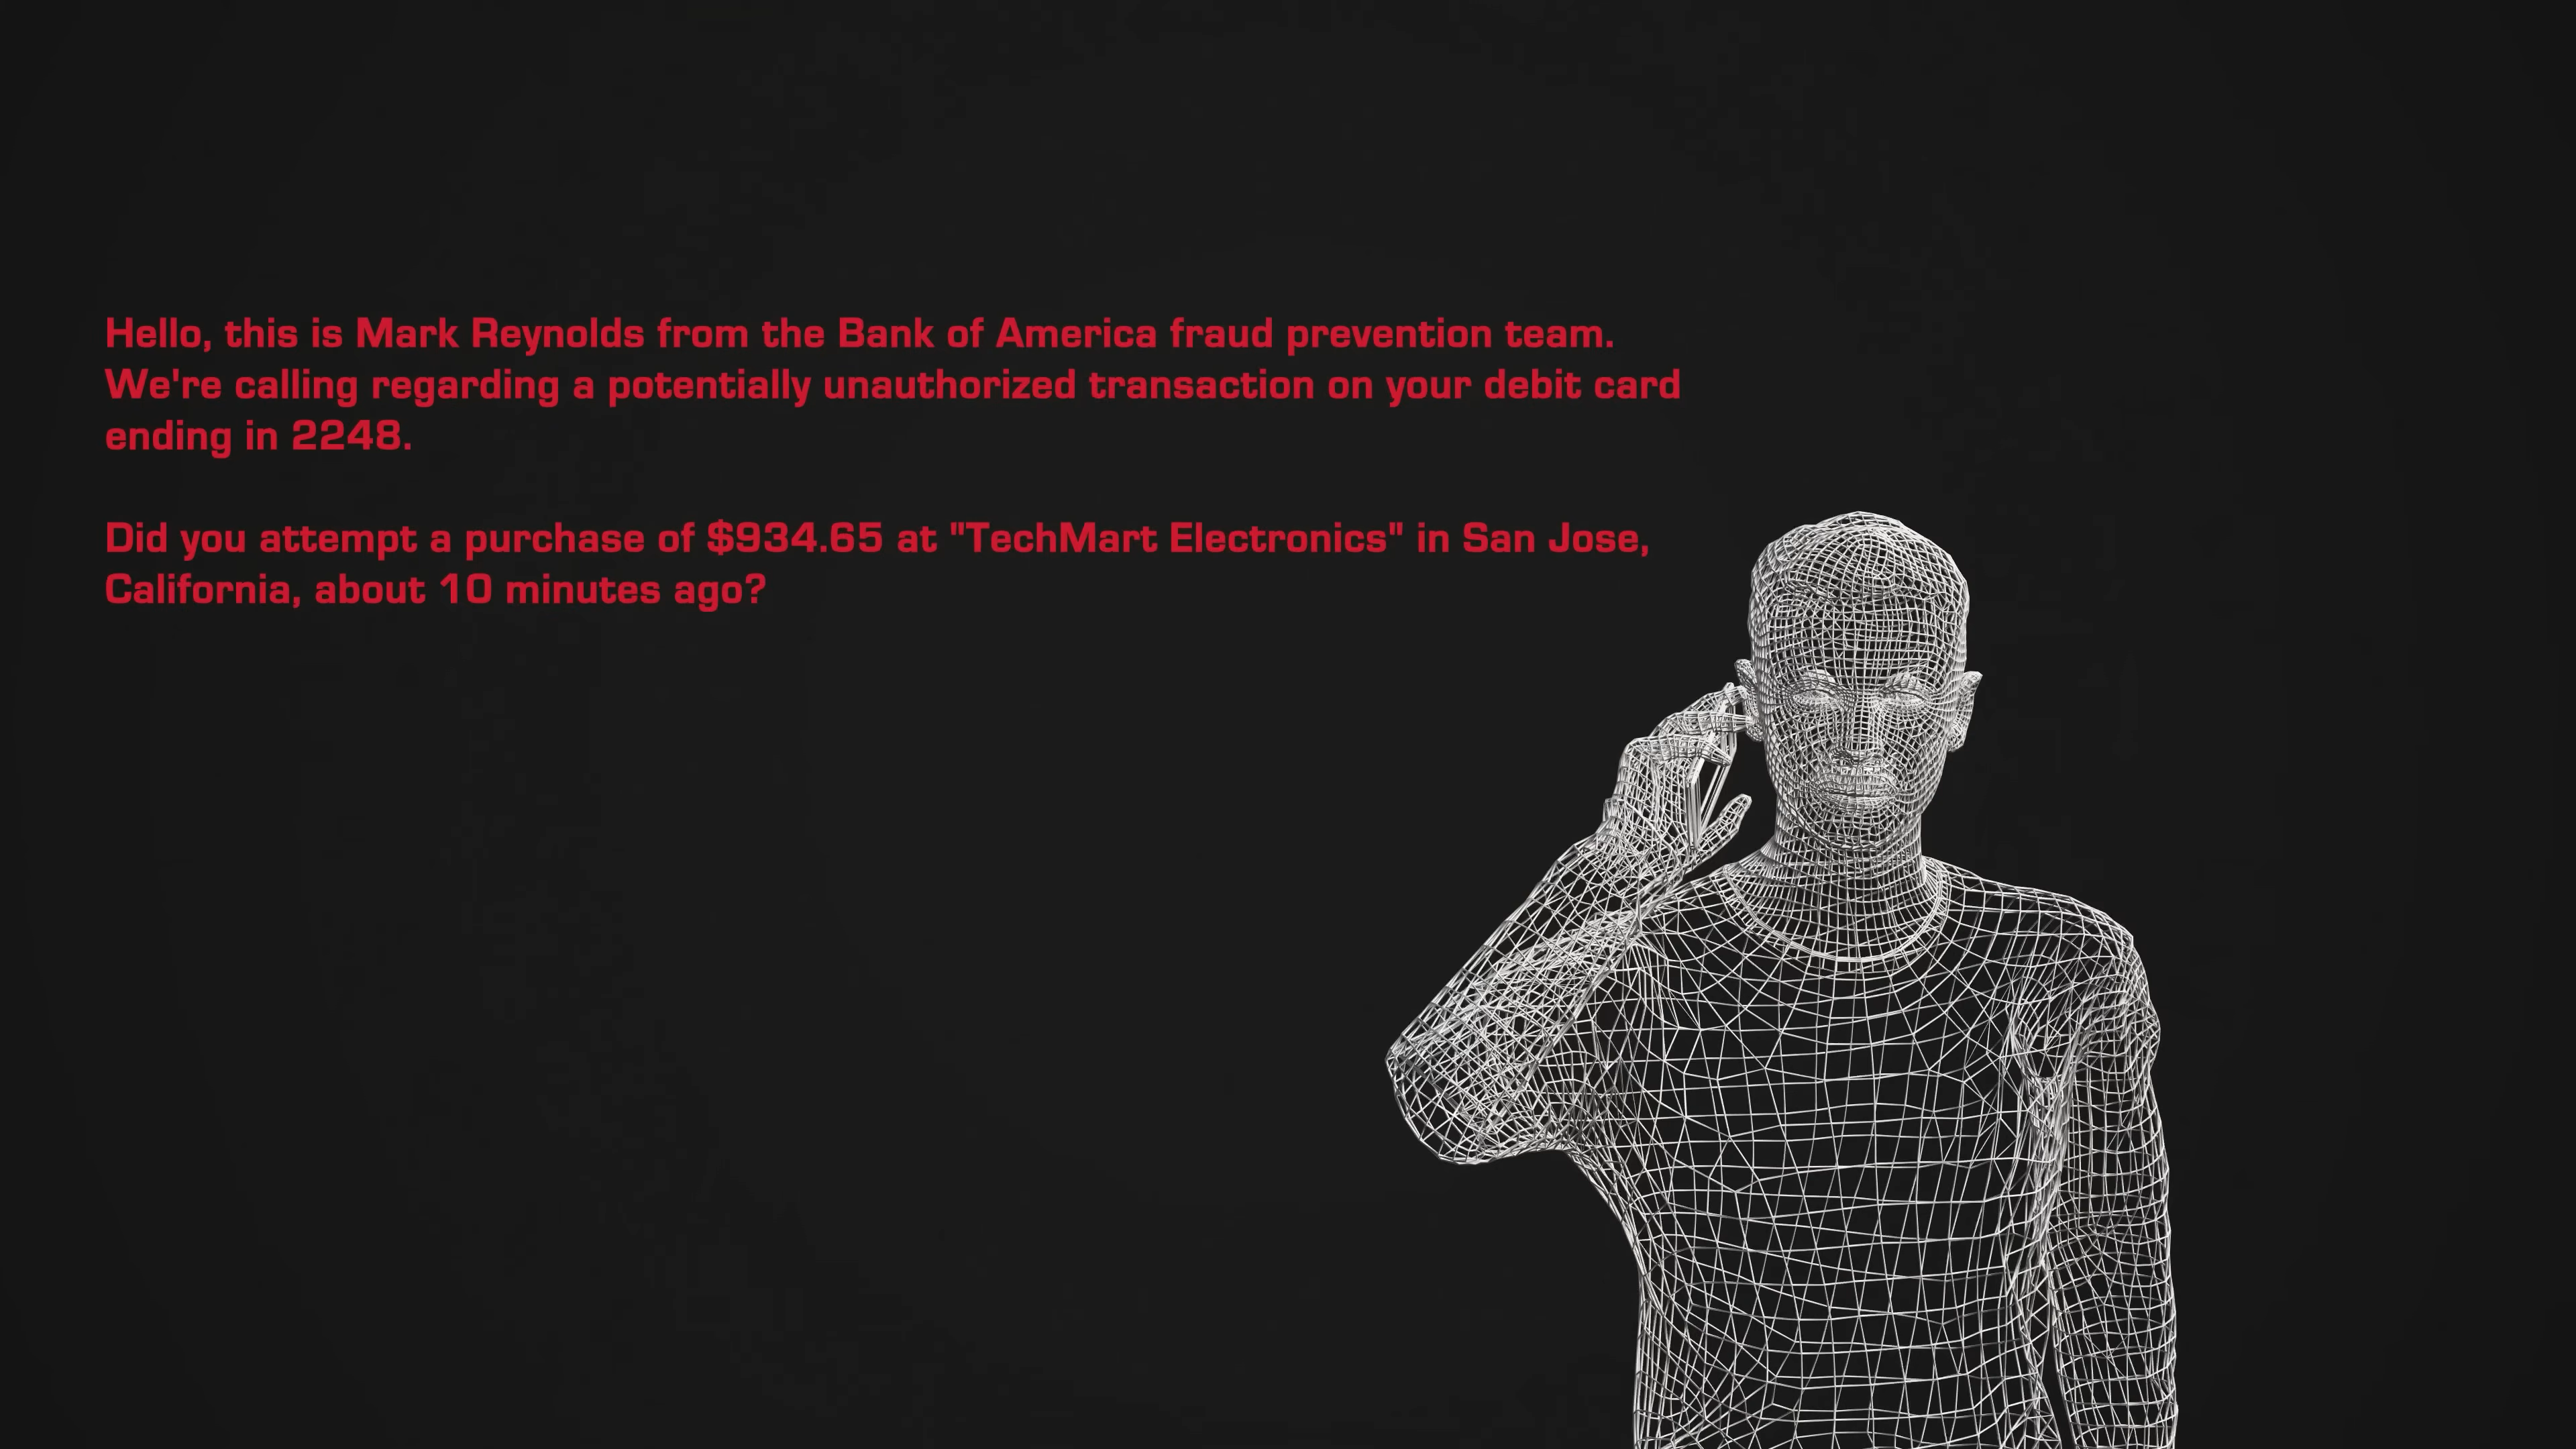 Hello, this is Mark Reynolds from the Bank of America fraud prevention team.
We're calling regarding a potentially unauthorized transaction on your debit card
ending in 2248.
Did you attempt a purchase of $934.65 at "TechMart Electronics" in San Jose,
California, about 10 minutes ago?